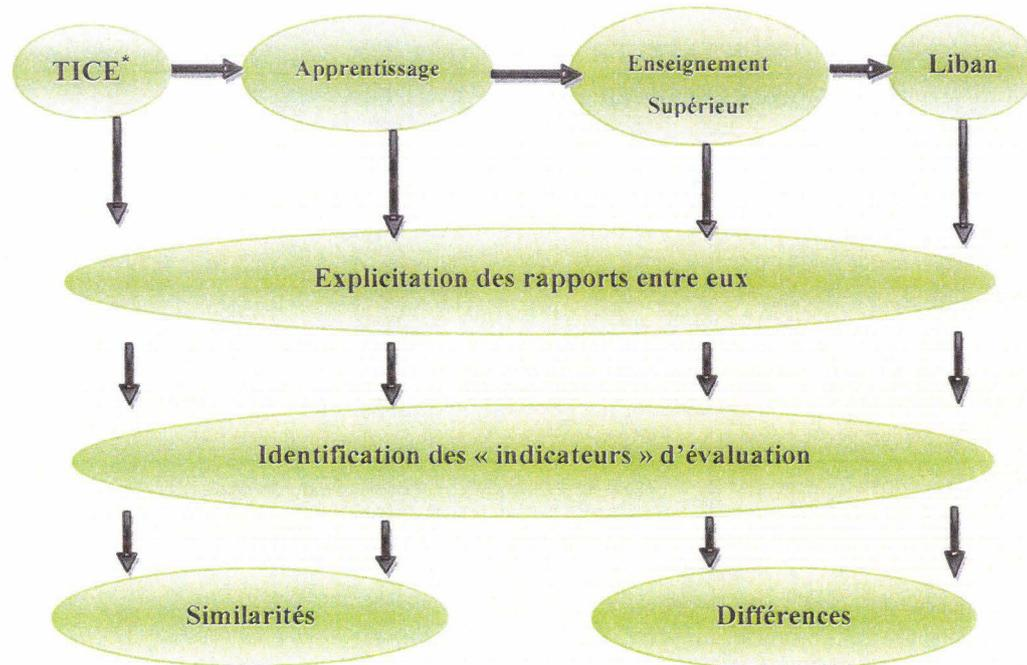 TICE*
Apprentissage
Enseignement
Supérieur
Liban
Explicitation des rapports entre eux
Identification des « indicateurs » d'évaluation
Similarités
Différences